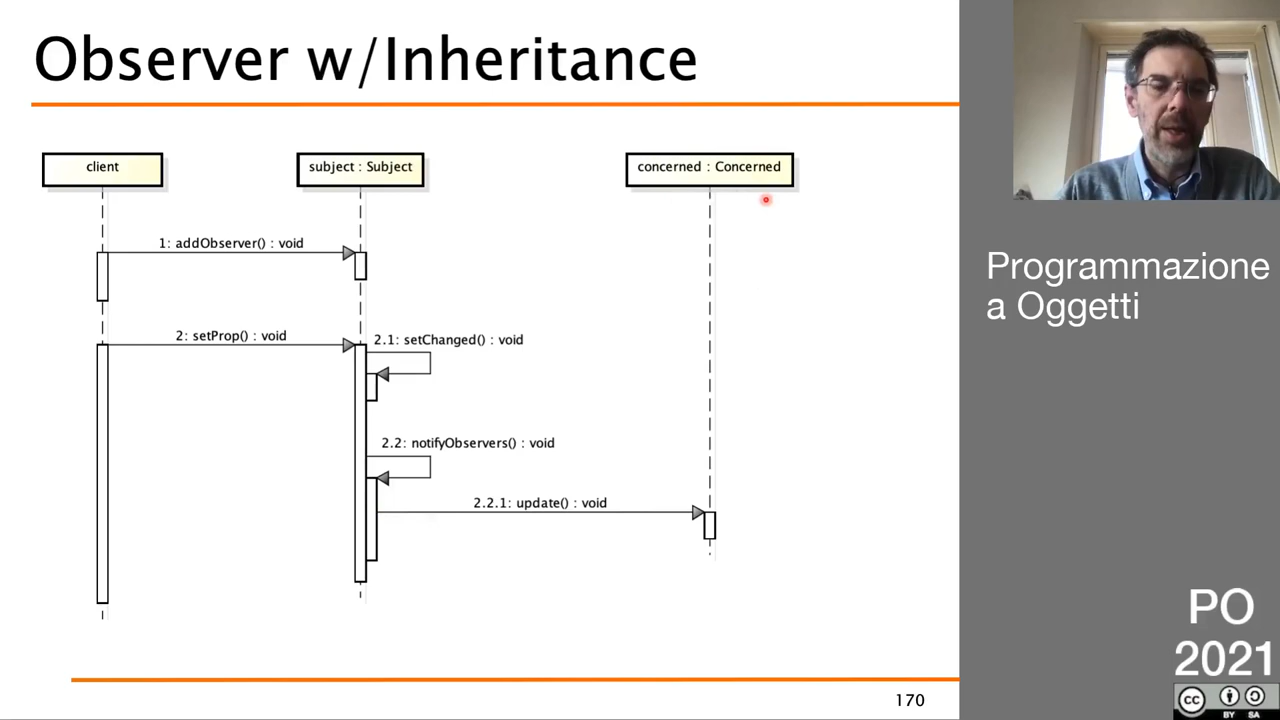 Observer w/Inheritance
client
subject : Subject
concerned : Concerned
1: addObserver() : void
2: setProp() : void
2.1: setChanged() : void
2.2: notifyObservers() : void
2.2.1: update() : void
170
Programmazione
a Oggetti
PO
2021
cc
BY SA